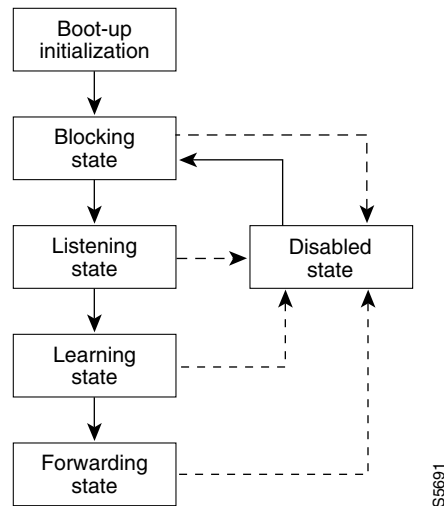 Boot-up
initialization
Blocking
state
Listening
state
Disabled
state
Learning
state
Forwarding
state
S5691